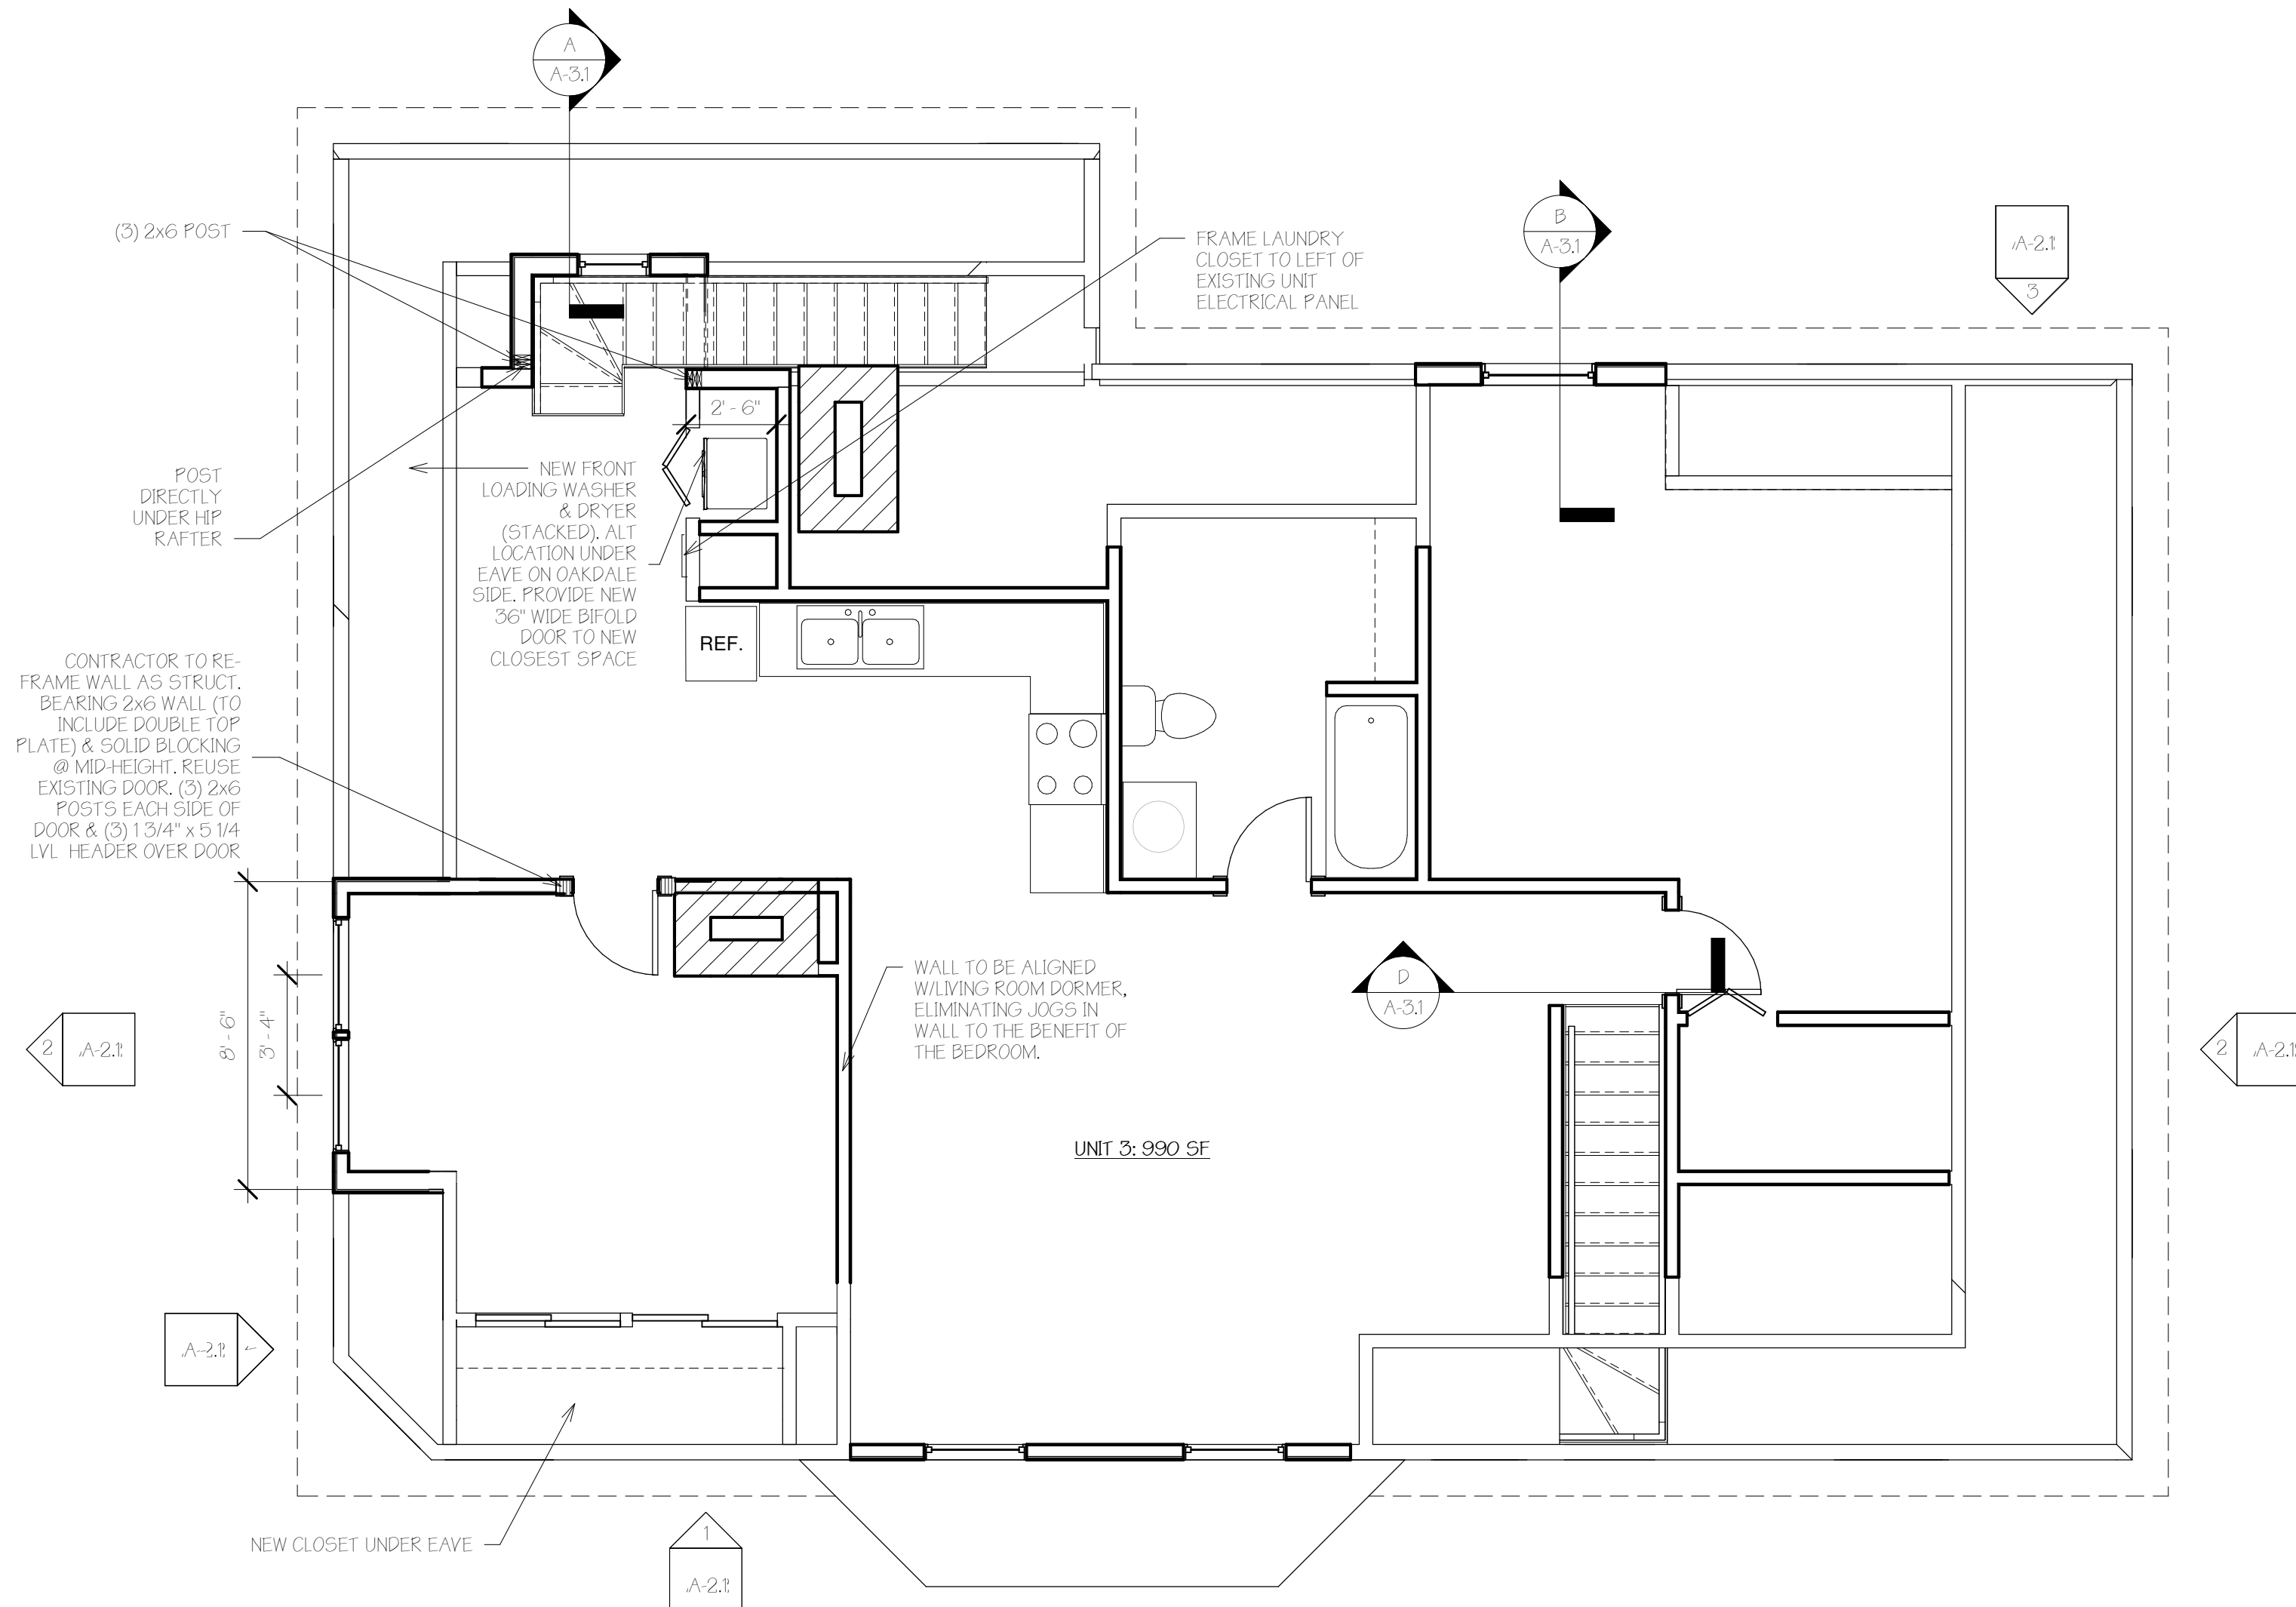 A
A-3.1
(3) 2x6 POST
FRAME LAUNDRY
CLOSET TO LEFT OF
EXISTING UNIT
ELECTRICAL PANEL
B
A-3.1
A-2.1
3
2' - 6"
POST
DIRECTLY
UNDER HIP
RAFTER
NEW FRONT
LOADING WASHER
& DRYER
(STACKED). ALT
LOCATION UNDER
EAVE ON OAKDALE
SIDE. PROVIDE NEW
36" WIDE BIFOLD
DOOR TO NEW
CLOSEST SPACE
REF.
CONTRACTOR TO RE-
FRAME WALL AS STRUCT.
BEARING 2x6 WALL (TO
INCLUDE DOUBLE TOP
PLATE) & SOLID BLOCKING
@ MID-HEIGHT. REUSE
EXISTING DOOR. (3) 2x6
POSTS EACH SIDE OF
DOOR & (3) 1 3/4" x 5 1/4
LVL HEADER OVER DOOR
WALL TO BE ALIGNED
W/LIVING ROOM DORMER,
ELIMINATING JOGS IN
WALL TO THE BENEFIT OF
THE BEDROOM.
D
A-3.1
8' - 6"
3' - 4"
2
A-2.1
2
A-2.1
UNIT 3: 990 SF
A-2.1
NEW CLOSET UNDER EAVE
1
A-2.1